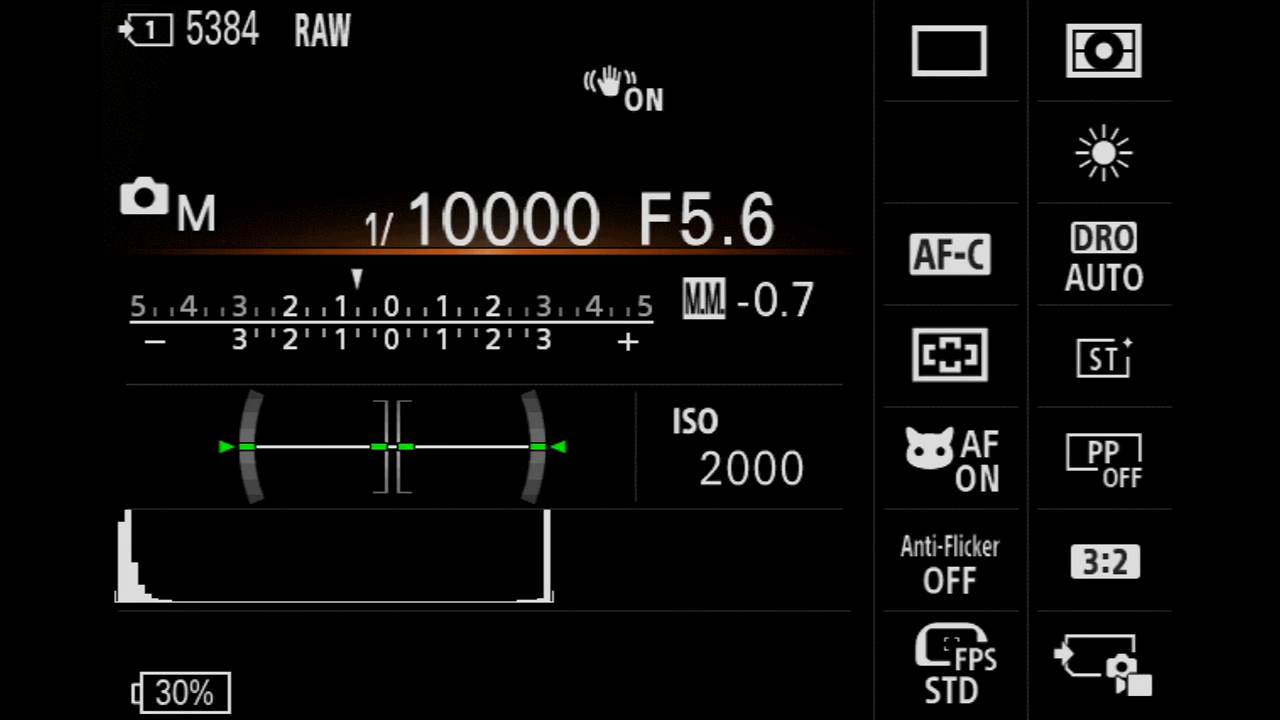 1 5384 RAW
ON
M 1/10000 F5.6
5 4 3 2 1 0 1 2 3 4 5
M.M. -0.7
3 2 1 0 1 2 3
− +
ISO
2000
30%
AF-C
AF
ON
Anti-Flicker
OFF
FPS
STD
DRO
AUTO
ST
PP
OFF
3:2